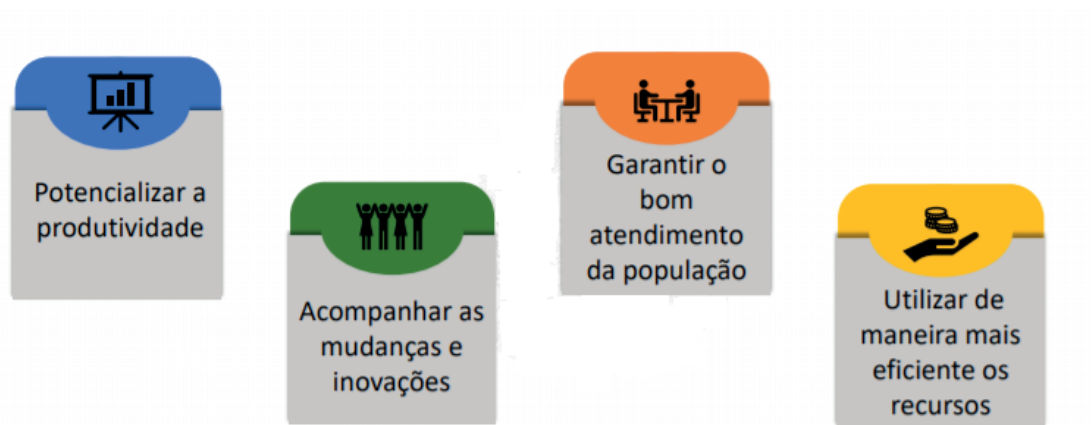 Potencializar a
produtividade
Acompanhar as
mudanças e
inovações
Garantir o
bom
atendimento
da população
Utilizar de
maneira mais
eficiente os
recursos